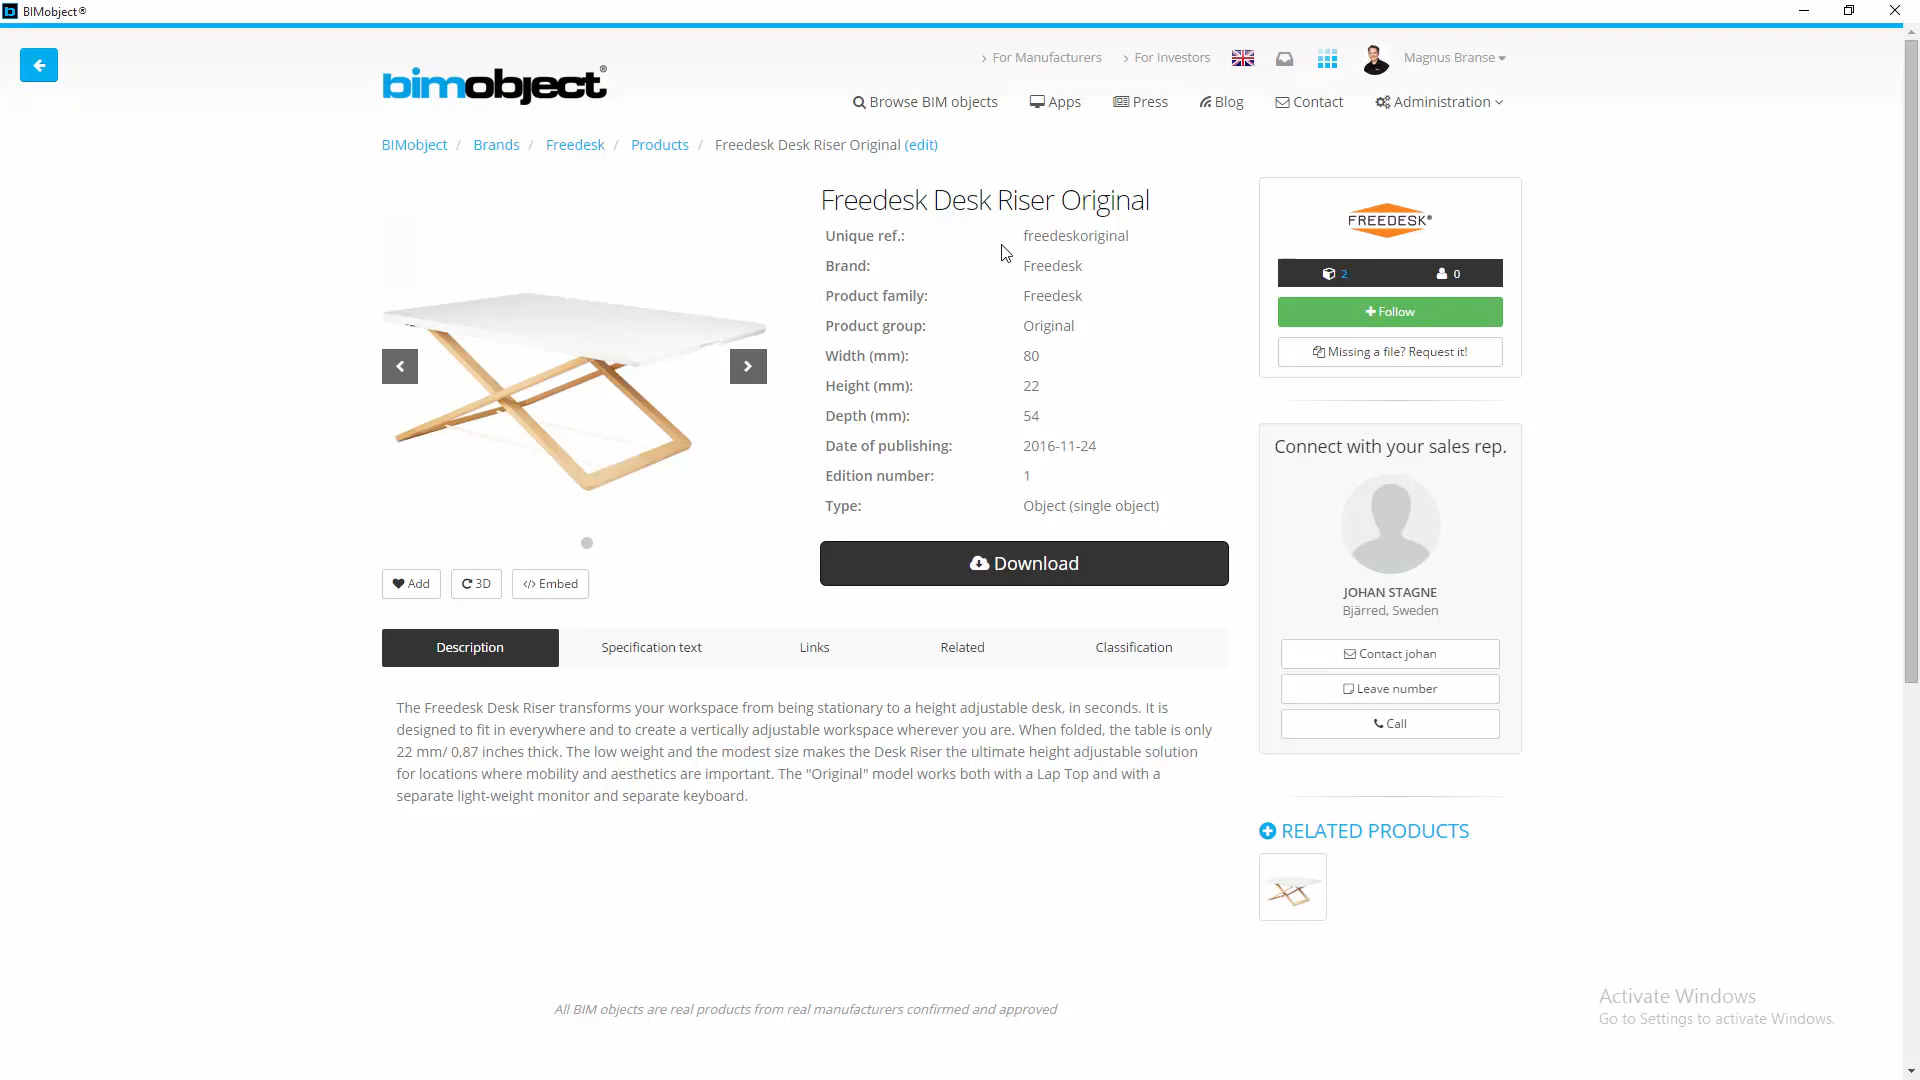 BIMobject®
For Manufacturers
For Investors
Magnus Branse
bimobject®
Browse BIM objects
Apps
Press
Blog
Contact
Administration
BIMobject / Brands / Freedesk / Products / Freedesk Desk Riser Original (edit)
Freedesk Desk Riser Original
Unique ref.: freedeskoriginal
Brand: Freedesk
Product family: Freedesk
Product group: Original
Width (mm): 80
Height (mm): 22
Depth (mm): 54
Date of publishing: 2016-11-24
Edition number: 1
Type: Object (single object)
Download
Add
3D
Embed
FREEDESK®
2
0
Follow
Missing a file? Request it!
Connect with your sales rep.
JOHAN STAGNE
Bjärred, Sweden
Contact johan
Leave number
Call
Description
Specification text
Links
Related
Classification
The Freedesk Desk Riser transforms your workspace from being stationary to a height adjustable desk, in seconds. It is
designed to fit in everywhere and to create a vertically adjustable workspace wherever you are. When folded, the table is only
22 mm/ 0,87 inches thick. The low weight and the modest size makes the Desk Riser the ultimate height adjustable solution
for locations where mobility and aesthetics are important. The "Original" model works both with a Lap Top and with a
separate light-weight monitor and separate keyboard.
RELATED PRODUCTS
All BIM objects are real products from real manufacturers confirmed and approved
Activate Windows
Go to Settings to activate Windows.